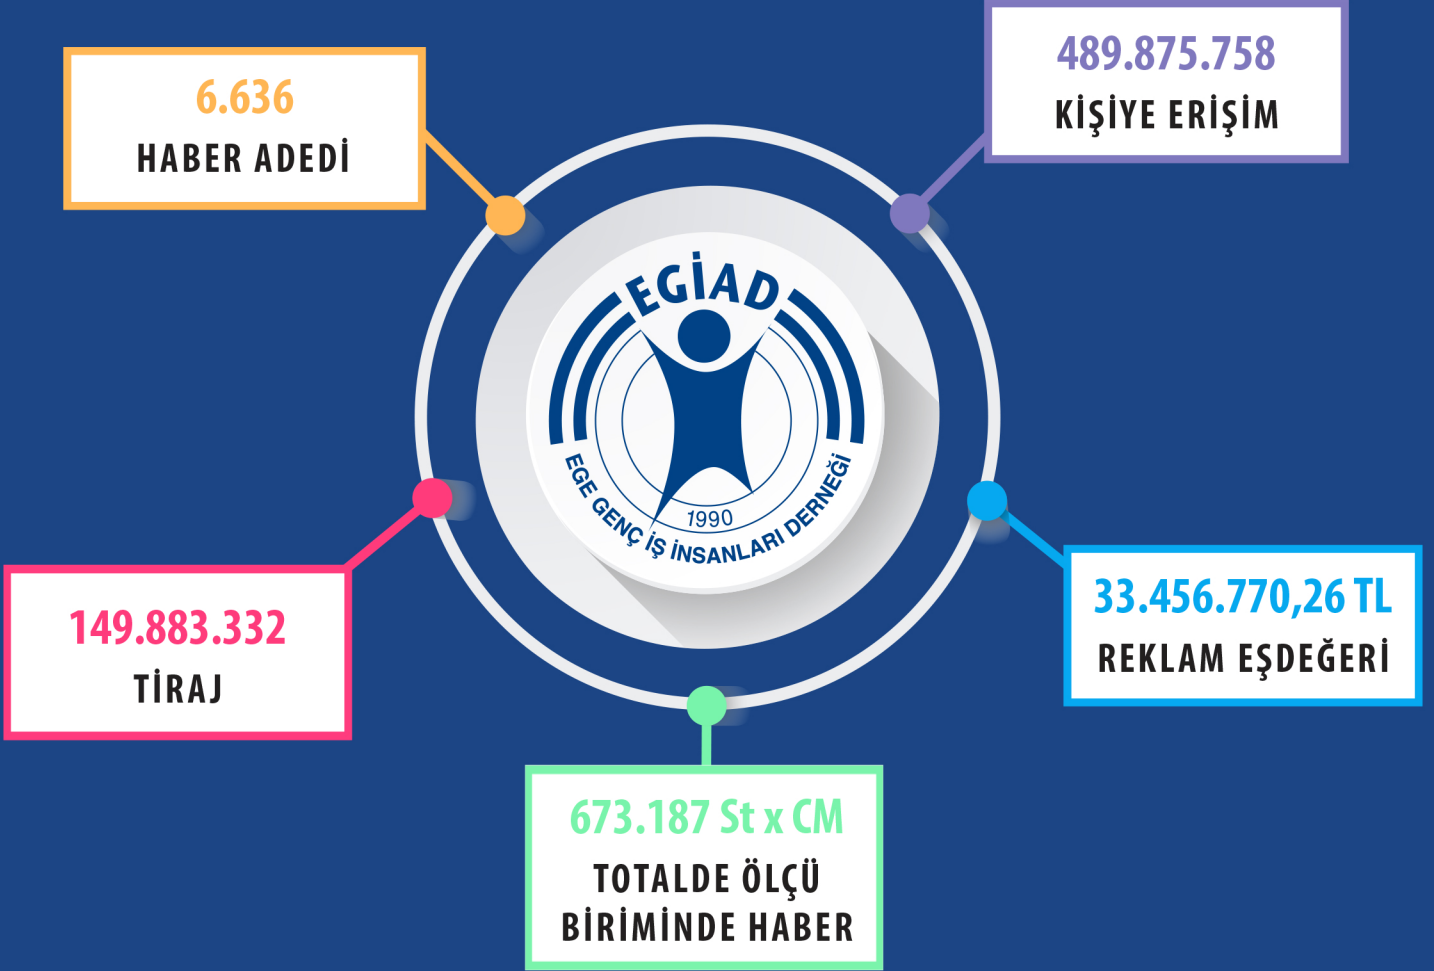 6.636
HABER ADEDİ
489.875.758
KİŞİYE ERİŞİM
EGİAD
1990
EGE GENÇ İŞ İNSANLARI DERNEĞİ
149.883.332
TİRAJ
33.456.770,26 TL
REKLAM EŞDEĞERİ
673.187 St x CM
TOTALDE ÖLÇÜ
BİRİMİNDE HABER